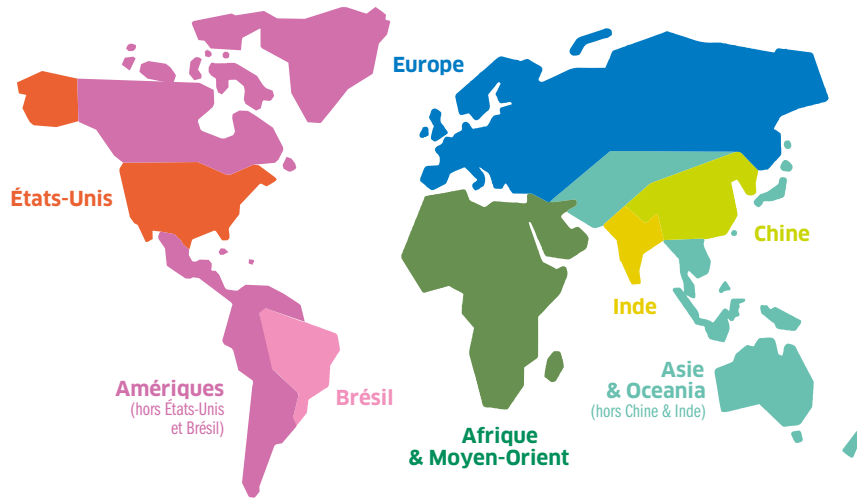 Europe
États-Unis
Chine
Inde
Amériques
(hors États-Unis
et Brésil)
Brésil
Asie
& Oceania
(hors Chine & Inde)
Afrique
& Moyen-Orient